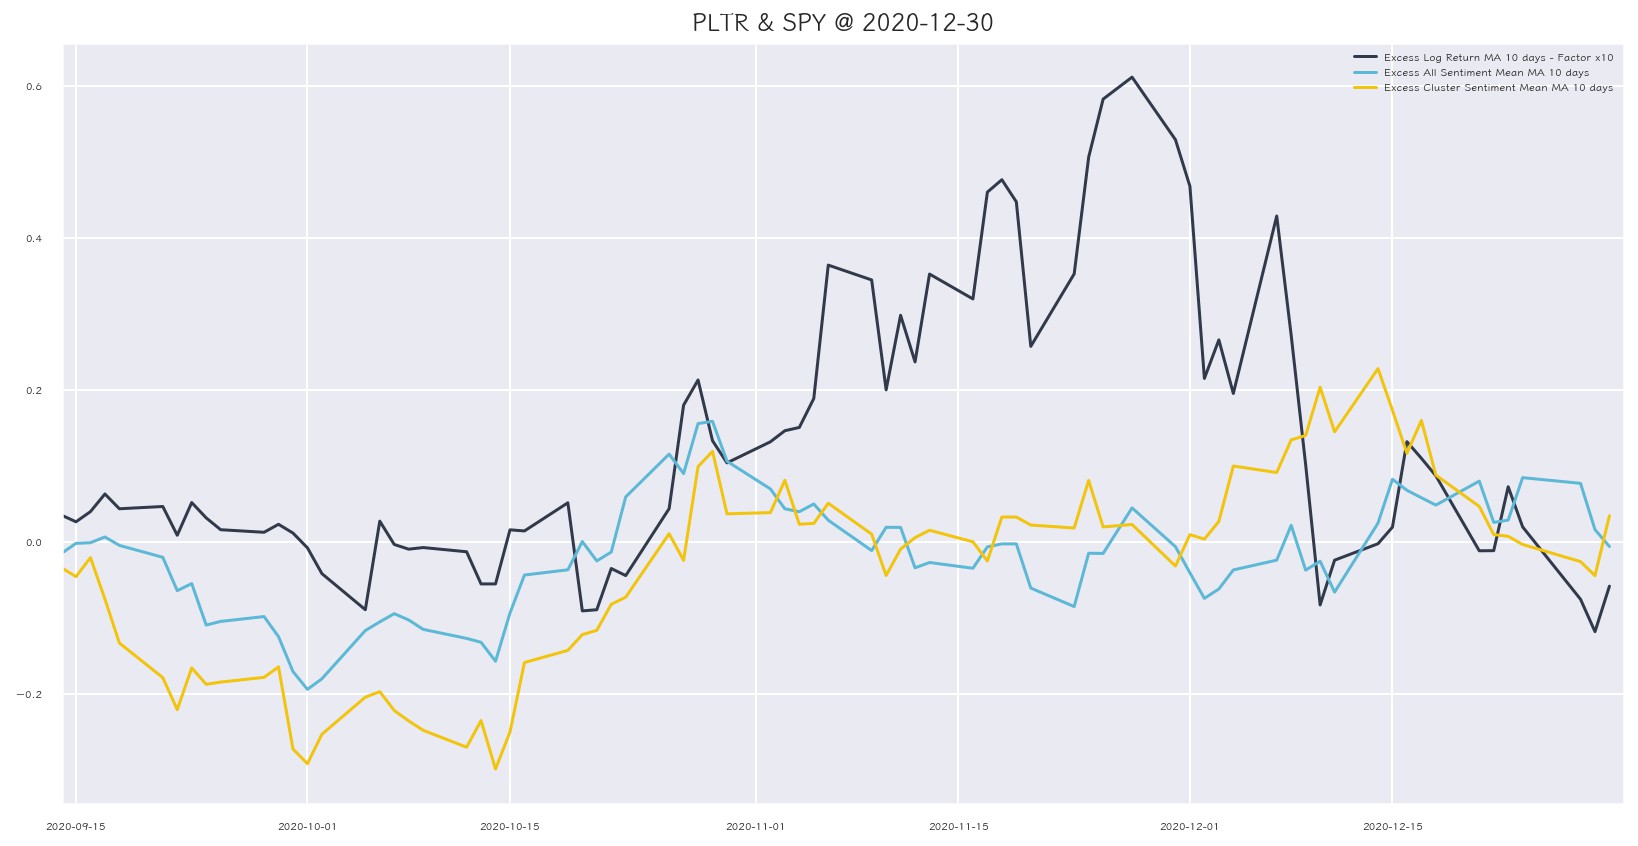 PLTR & SPY @ 2020-12-30
Excess Log Return MA 10 days - Factor x10
Excess All Sentiment Mean MA 10 days
Excess Cluster Sentiment Mean MA 10 days
0.6
0.4
0.2
0.0
−0.2
2020-09-15 2020-10-01 2020-10-15 2020-11-01 2020-11-15 2020-12-01 2020-12-15